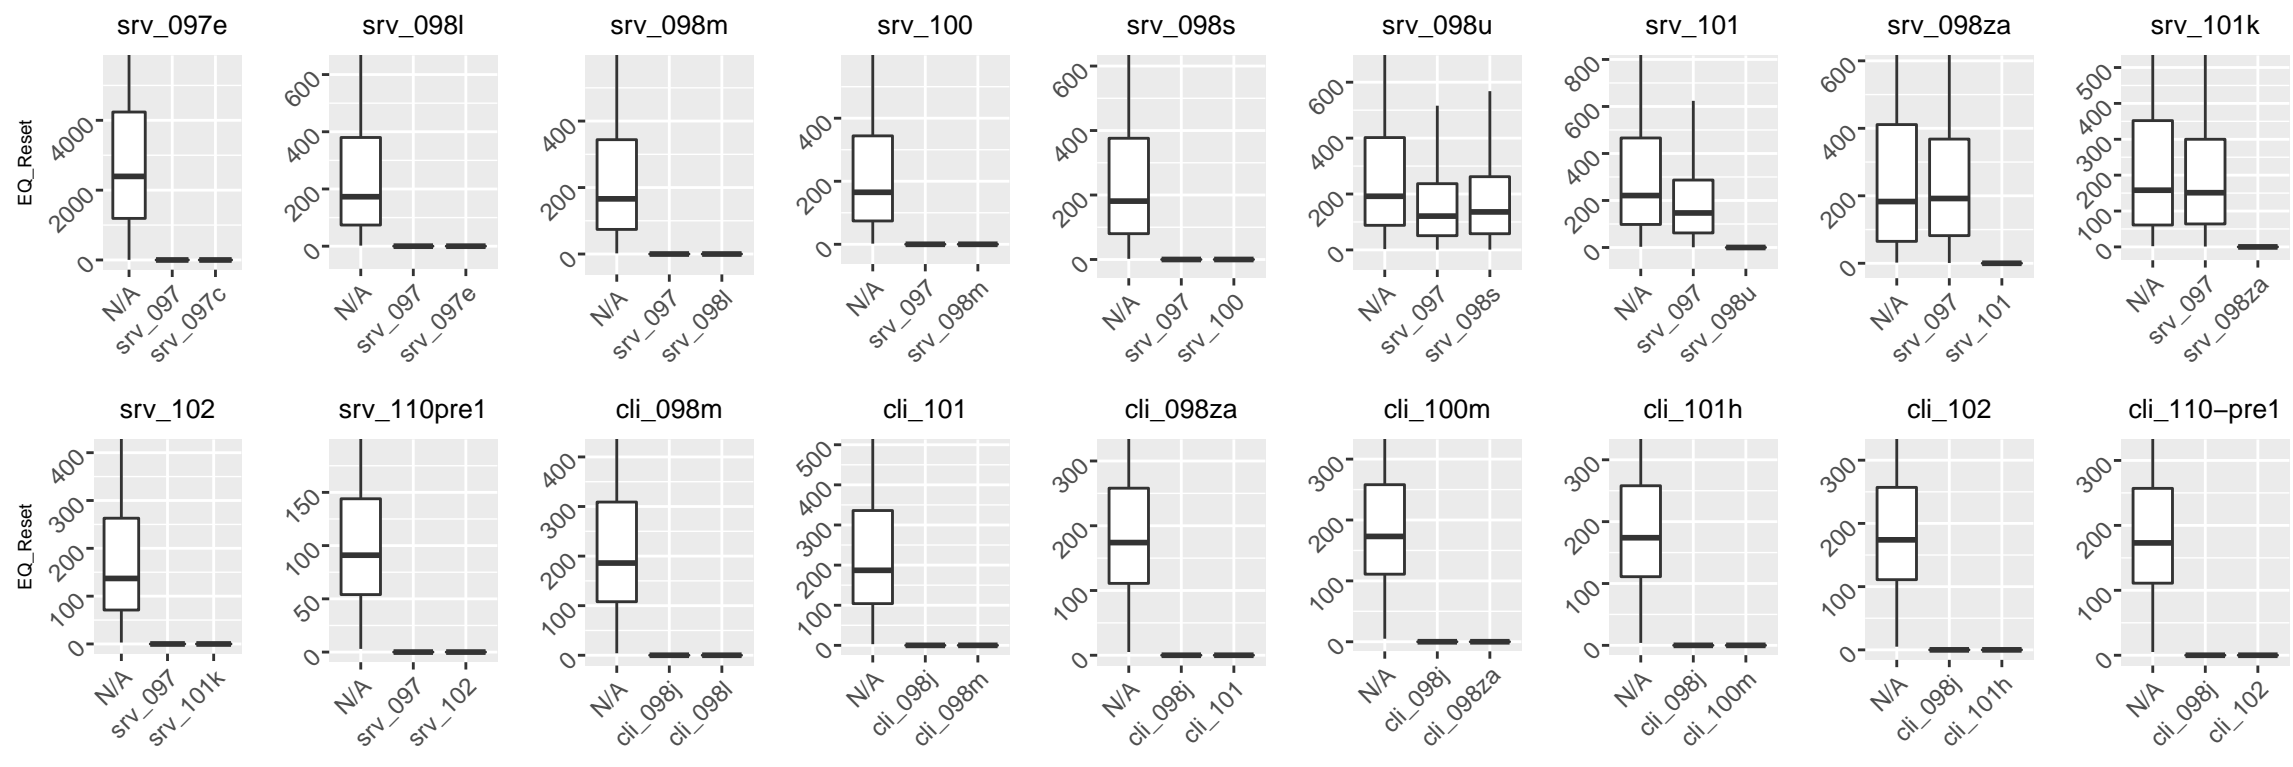 srv_097e srv_098l srv_098m srv_100 srv_098s srv_098u srv_101 srv_098za srv_101k
EQ_Reset
0 2000 4000
N/A srv_097 srv_097c
0 200 400 600
N/A srv_097 srv_097e
0 200 400
N/A srv_097 srv_098l
0 200 400
N/A srv_097 srv_098m
0 200 400 600
N/A srv_097 srv_100
0 200 400 600
N/A srv_097 srv_098s
0 200 400 600 800
N/A srv_097 srv_098u
0 200 400 600
N/A srv_097 srv_101
0 100 200 300 400 500
N/A srv_097 srv_098za
srv_102 srv_110pre1 cli_098m cli_101 cli_098za cli_100m cli_101h cli_102 cli_110−pre1
EQ_Reset
0 100 200 300 400
N/A srv_097 srv_101k
0 50 100 150
N/A srv_097 srv_102
0 100 200 300 400
N/A cli_098j cli_098l
0 100 200 300 400 500
N/A cli_098j cli_098m
0 100 200 300
N/A cli_098j cli_101
0 100 200 300
N/A cli_098j cli_098za
0 100 200 300
N/A cli_098j cli_100m
0 100 200 300
N/A cli_098j cli_101h
0 100 200 300
N/A cli_098j cli_102